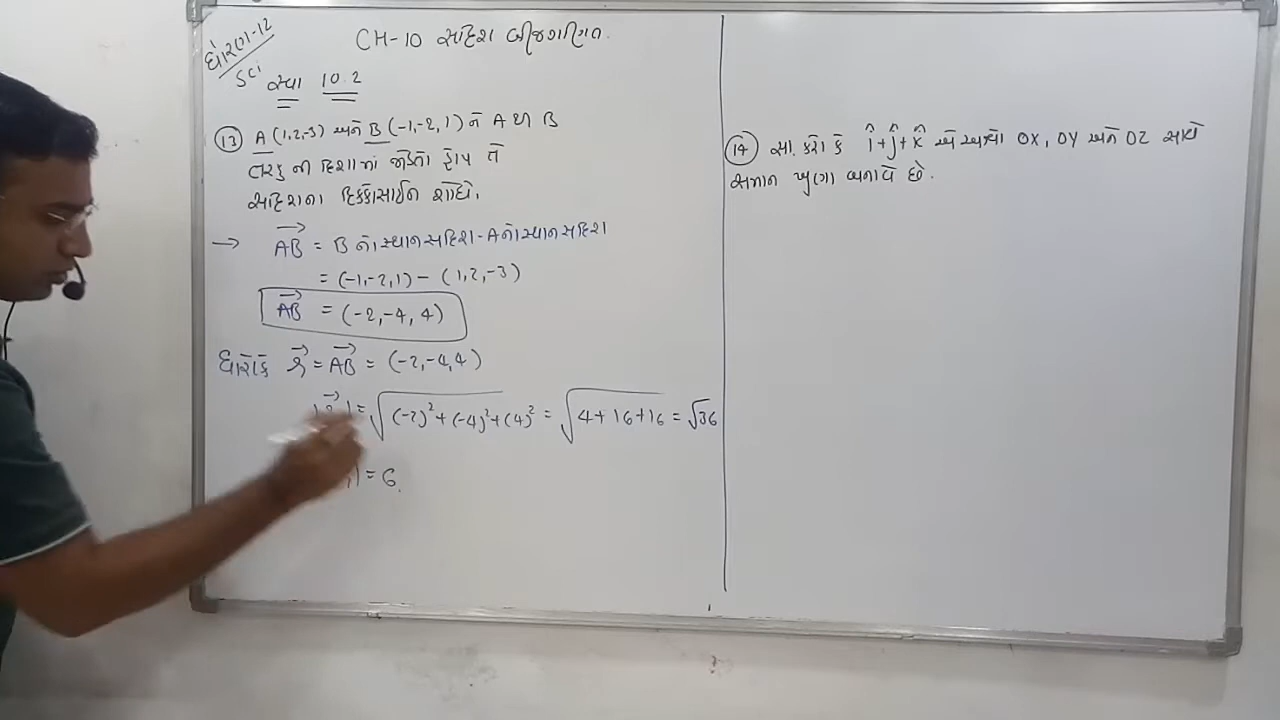 ધોરણ-12
Sci
CH-10 સદિશ બીજગણિત.
સ્વા 10.2
(13) A (1,2,-3) અને B (-1,-2,1) ને A થી B
તરફ ની દિશામાં જોડતો હોય તે
સદિશના દિકકોસાઈન શોધો.
→ AB⃗ = B નો સ્થાન સદિશ - A નો સ્થાન સદિશ
= (-1,-2,1) - (1,2,-3)
AB⃗ = (-2,-4,4)
ધારોકે r⃗ = AB⃗ = (-2,-4,4)
= √((-2)²+(-4)²+(4)²) = √(4+16+16) = √36
| = 6.
(14) સા. કરો કે î+ĵ+k̂ એ અક્ષો OX, OY અને OZ સાથે
સમાન ખુણા બનાવે છે.